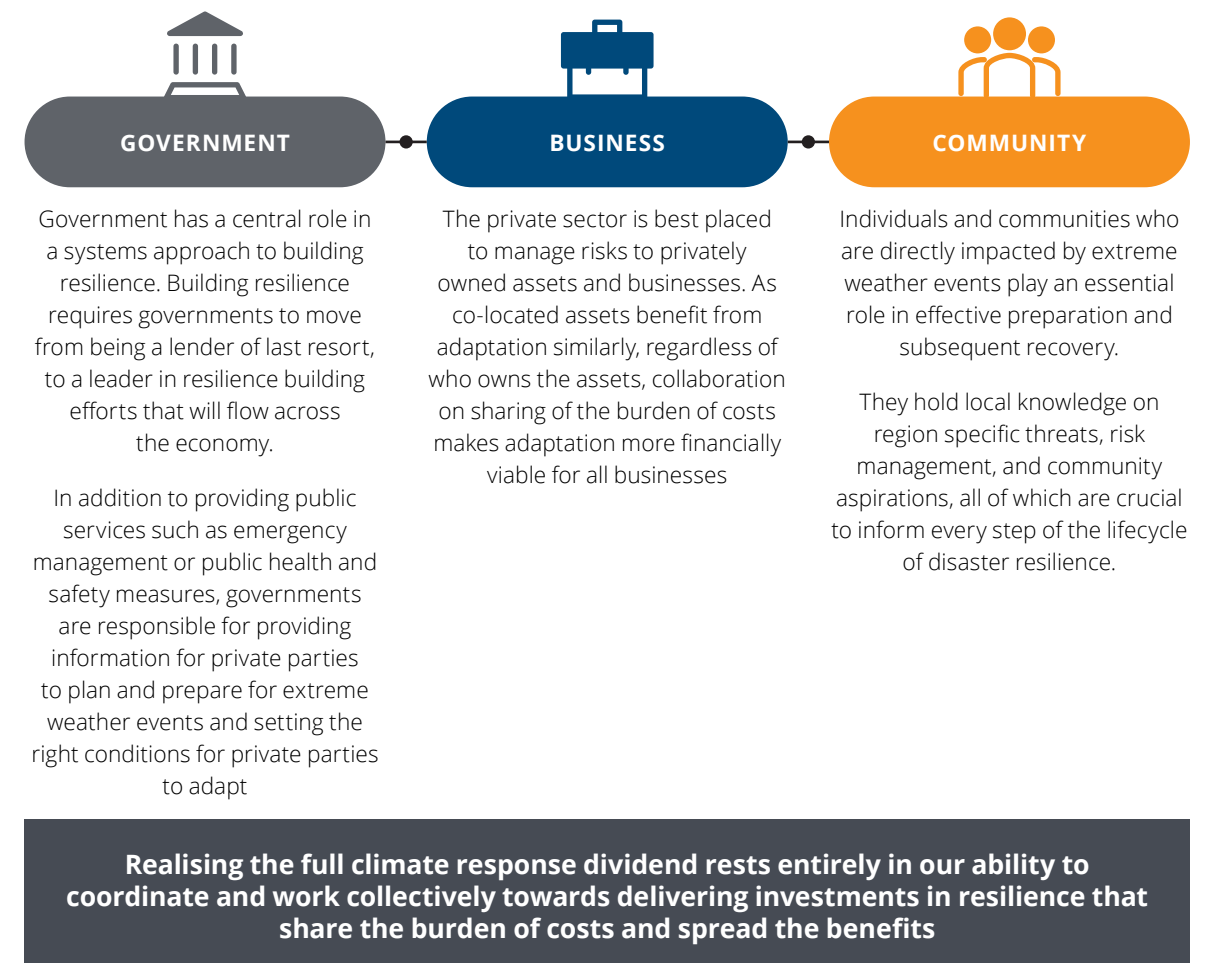 GOVERNMENT
Government has a central role in
a systems approach to building
resilience. Building resilience
requires governments to move
from being a lender of last resort,
to a leader in resilience building
efforts that will flow across
the economy.
In addition to providing public
services such as emergency
management or public health and
safety measures, governments
are responsible for providing
information for private parties
to plan and prepare for extreme
weather events and setting the
right conditions for private parties
to adapt
BUSINESS
The private sector is best placed
to manage risks to privately
owned assets and businesses. As
co-located assets benefit from
adaptation similarly, regardless of
who owns the assets, collaboration
on sharing of the burden of costs
makes adaptation more financially
viable for all businesses
COMMUNITY
Individuals and communities who
are directly impacted by extreme
weather events play an essential
role in effective preparation and
subsequent recovery.
They hold local knowledge on
region specific threats, risk
management, and community
aspirations, all of which are crucial
to inform every step of the lifecycle
of disaster resilience.
Realising the full climate response dividend rests entirely in our ability to
coordinate and work collectively towards delivering investments in resilience that
share the burden of costs and spread the benefits